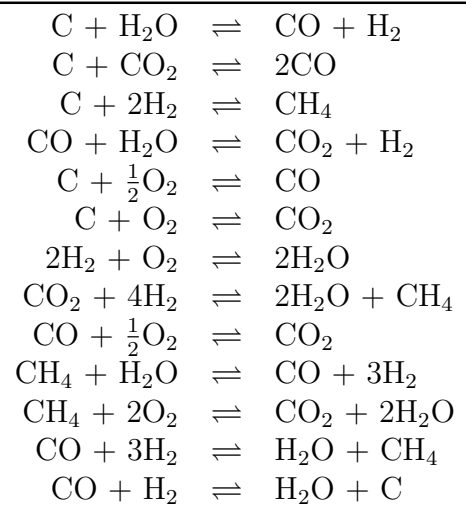 C + H₂O ⇌ CO + H₂
C + CO₂ ⇌ 2CO
C + 2H₂ ⇌ CH₄
CO + H₂O ⇌ CO₂ + H₂
C + ½O₂ ⇌ CO
C + O₂ ⇌ CO₂
2H₂ + O₂ ⇌ 2H₂O
CO₂ + 4H₂ ⇌ 2H₂O + CH₄
CO + ½O₂ ⇌ CO₂
CH₄ + H₂O ⇌ CO + 3H₂
CH₄ + 2O₂ ⇌ CO₂ + 2H₂O
CO + 3H₂ ⇌ H₂O + CH₄
CO + H₂ ⇌ H₂O + C